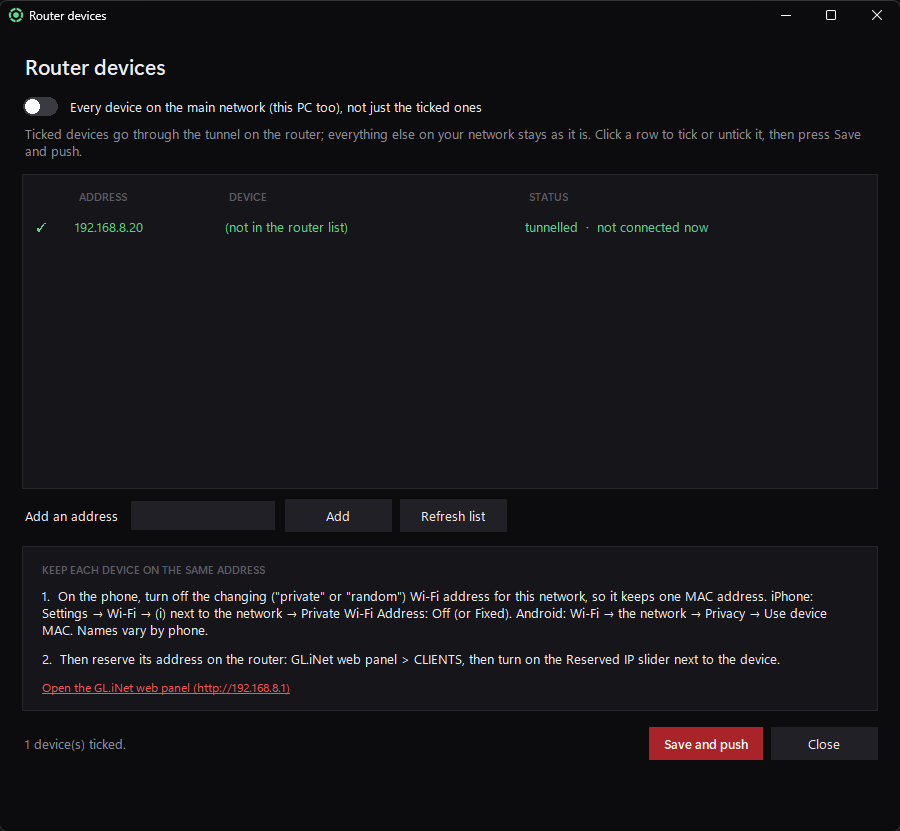 Router devices
Router devices
Every device on the main network (this PC too), not just the ticked ones
Ticked devices go through the tunnel on the router; everything else on your network stays as it is. Click a row to tick or untick it, then press Save
and push.
ADDRESS DEVICE STATUS
✓ 192.168.8.20 (not in the router list) tunnelled · not connected now
Add an address Add Refresh list
KEEP EACH DEVICE ON THE SAME ADDRESS
1. On the phone, turn off the changing ("private" or "random") Wi-Fi address for this network, so it keeps one MAC address. iPhone:
Settings → Wi-Fi → (i) next to the network → Private Wi-Fi Address: Off (or Fixed). Android: Wi-Fi → the network → Privacy → Use device
MAC. Names vary by phone.
2. Then reserve its address on the router: GL.iNet web panel > CLIENTS, then turn on the Reserved IP slider next to the device.
Open the GL.iNet web panel (http://192.168.8.1)
1 device(s) ticked. Save and push Close